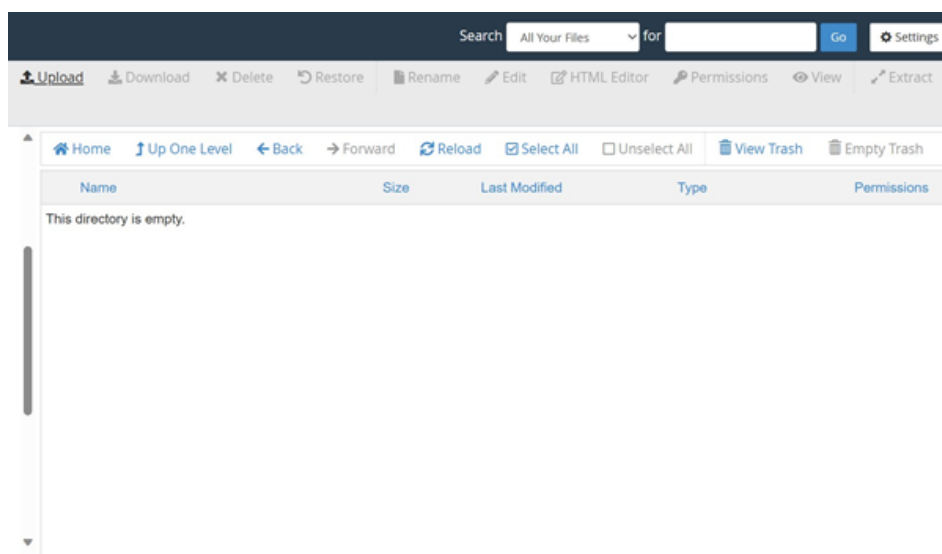 Search All Your Files for Go Settings
Upload Download Delete Restore Rename Edit HTML Editor Permissions View Extract
Home Up One Level Back Forward Reload Select All Unselect All View Trash Empty Trash
Name Size Last Modified Type Permissions
This directory is empty.